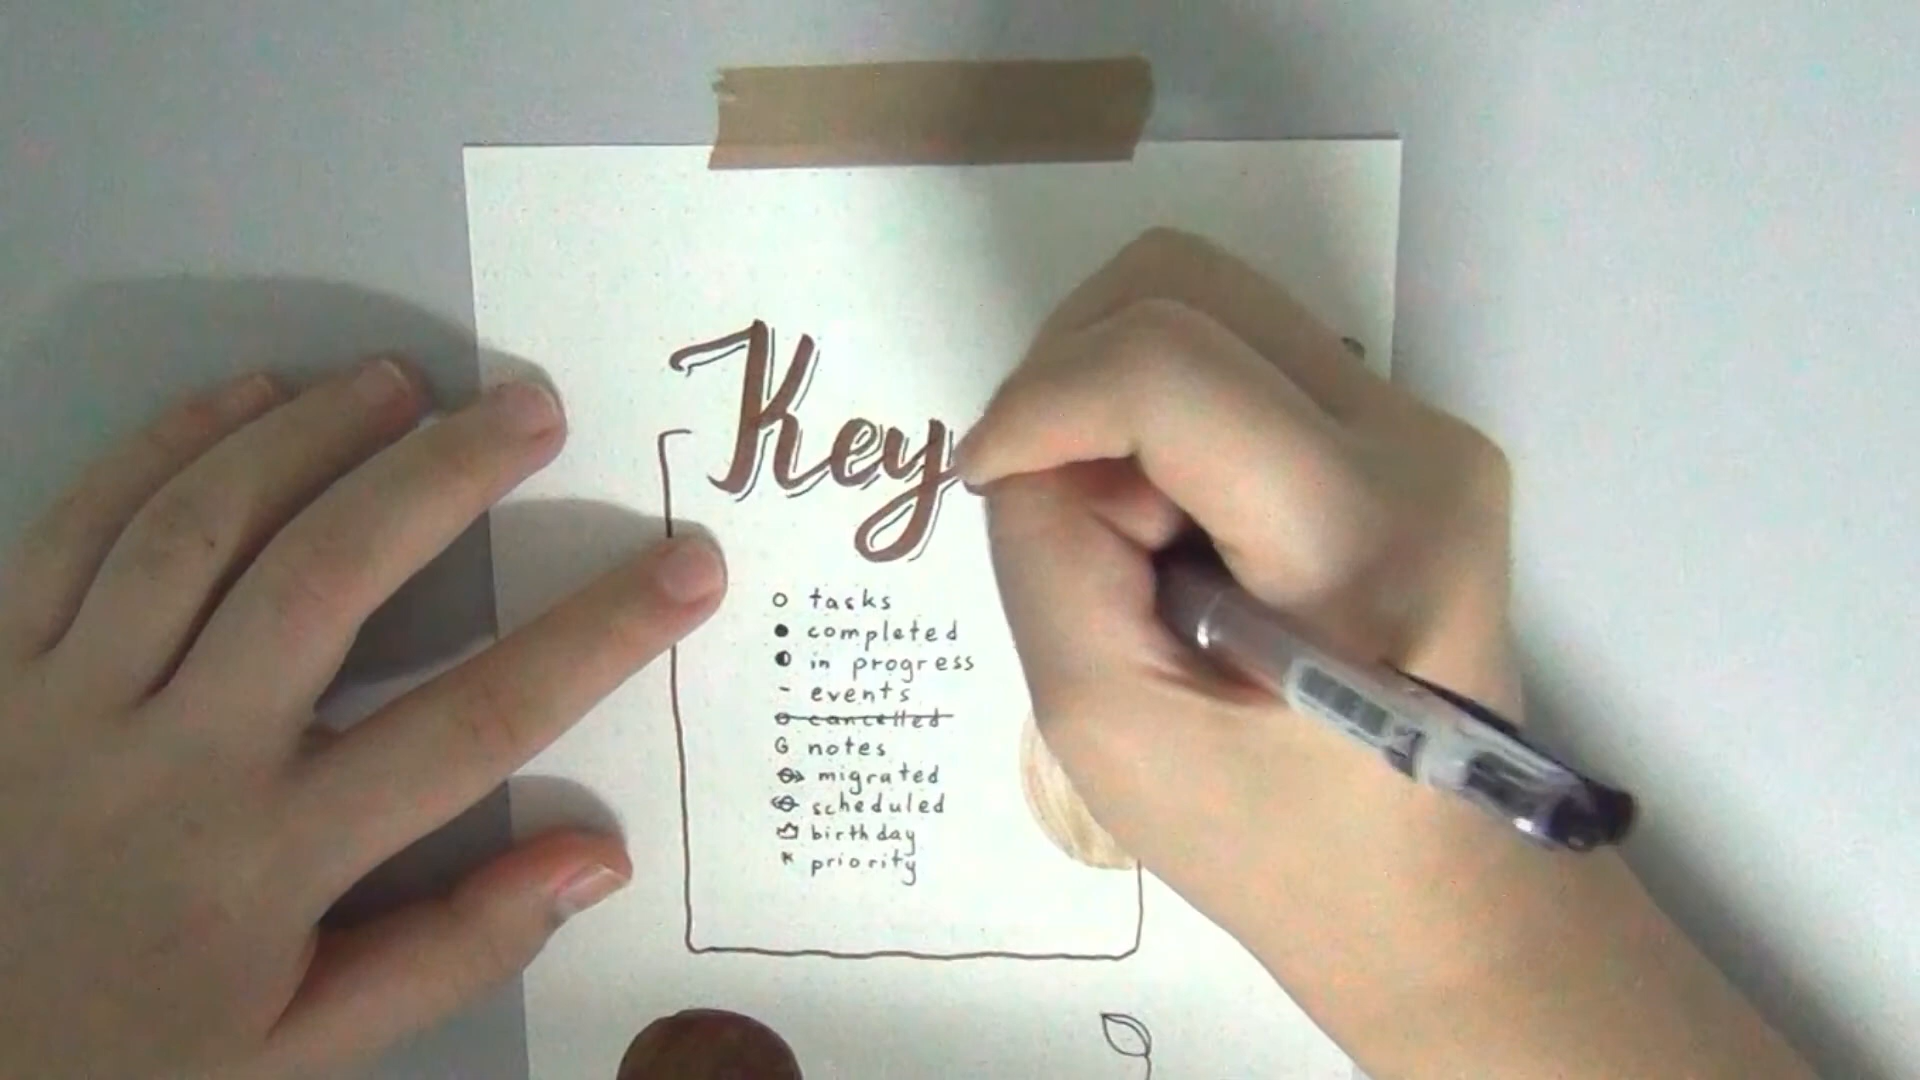 Key
○ tasks
● completed
◐ in progress
- events
○ cancelled
G notes
migrated
scheduled
birthday
priority